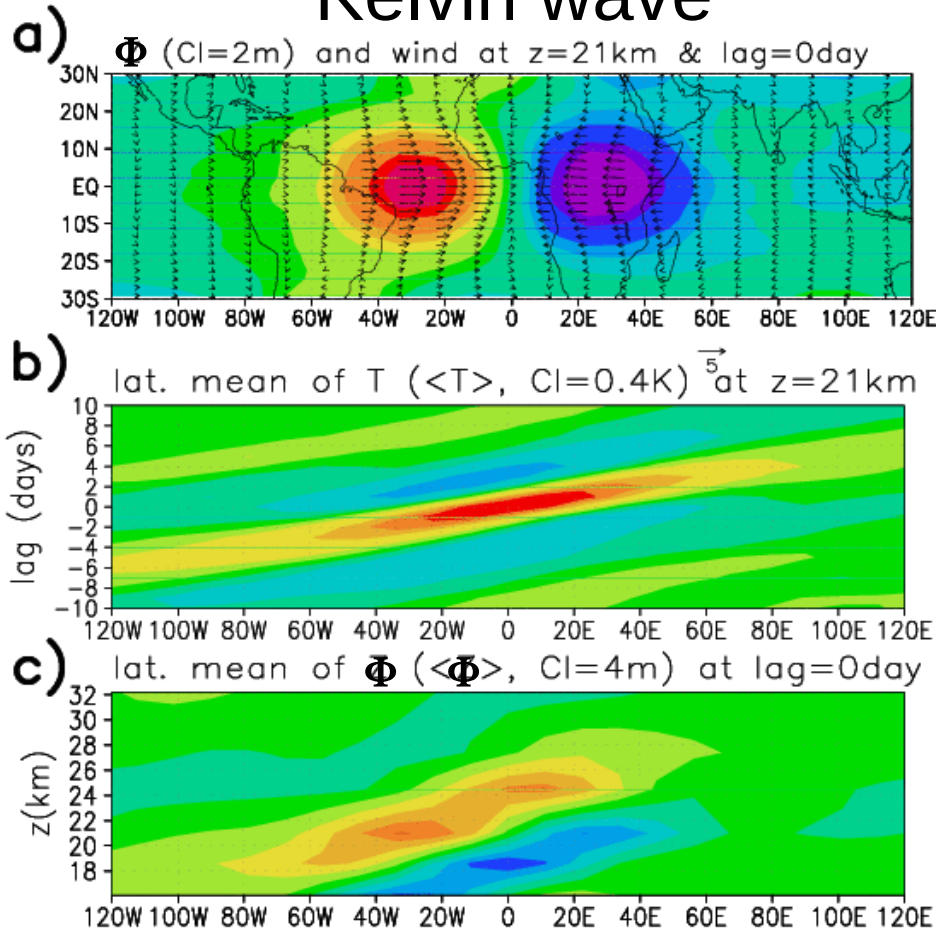 Kelvin wave
a)
Φ (CI=2m) and wind at z=21km & lag=0day
30N
20N
10N
EQ
10S
20S
30S
120W 100W 80W 60W 40W 20W 0 20E 40E 60E 80E 100E 120E
5
b)
lat. mean of T (<T>, CI=0.4K) at z=21km
lag (days)
10
8
6
4
2
0
-2
-4
-6
-8
-10
120W 100W 80W 60W 40W 20W 0 20E 40E 60E 80E 100E 120E
c)
lat. mean of Φ (<Φ>, CI=4m) at lag=0day
z(km)
32
30
28
26
24
22
20
18
120W 100W 80W 60W 40W 20W 0 20E 40E 60E 80E 100E 120E